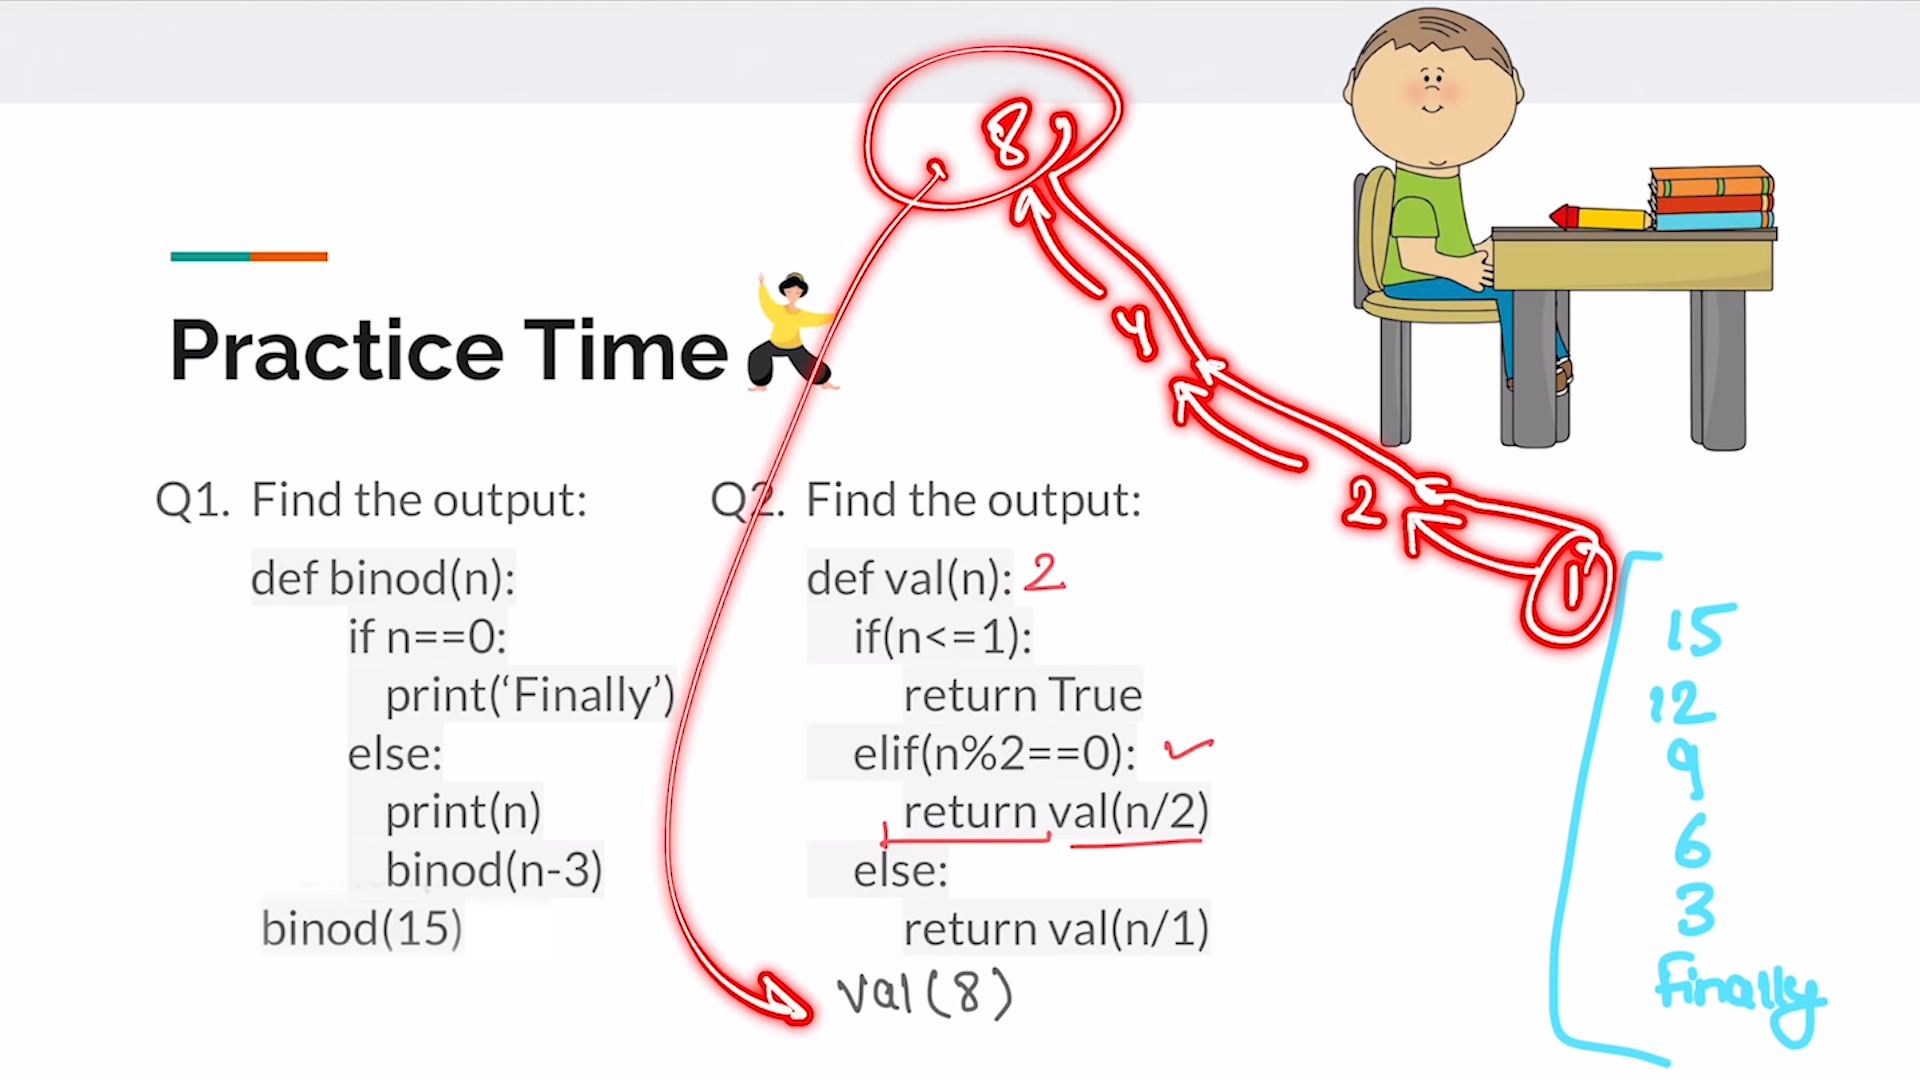 8
4
2
1
Practice Time
Q1. Find the output:
def binod(n):
if n==0:
print(‘Finally’)
else:
print(n)
binod(n-3)
binod(15)
Q2. Find the output:
def val(n): 2
if(n<=1):
return True
elif(n%2==0):
return val(n/2)
else:
return val(n/1)
val(8)
15
12
9
6
3
Finally